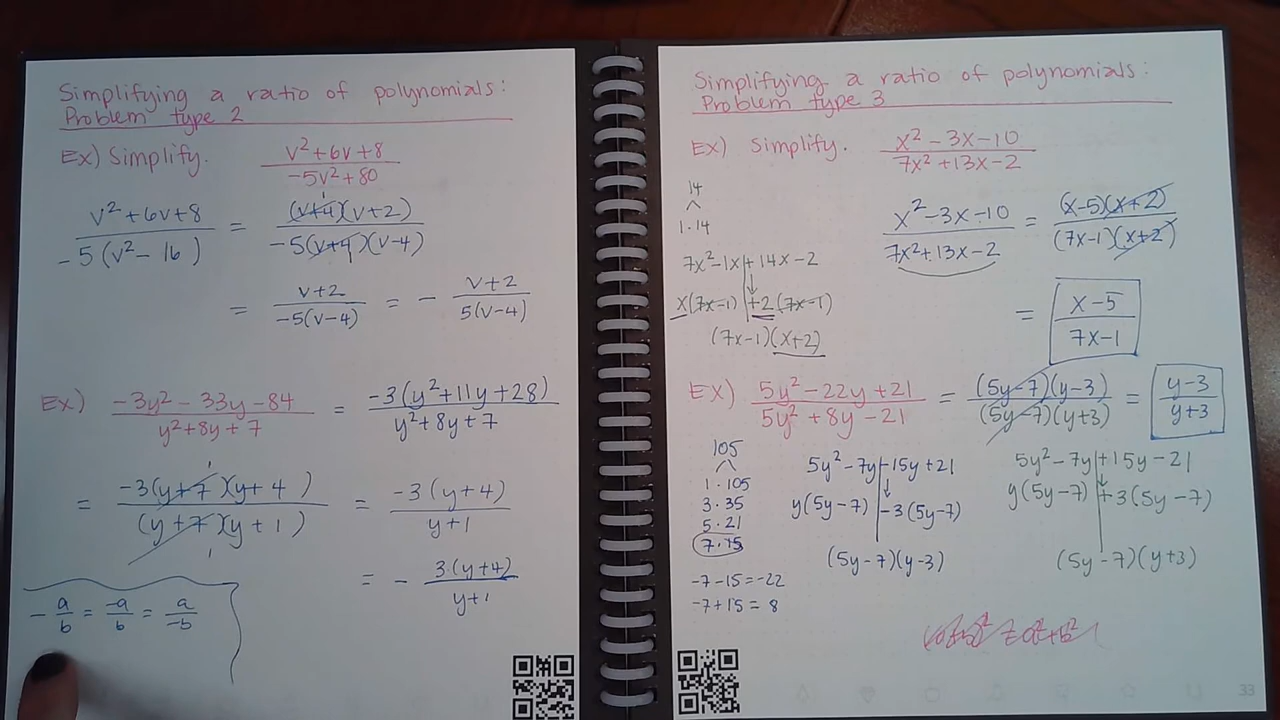 Simplifying a ratio of polynomials:
Problem type 2
Ex) Simplify. (v²+6v+8)/(-5v²+80)
(v²+6v+8)/(-5(v²-16)) = ((v+4)(v+2))/(-5(v+4)(v-4))
1
= (v+2)/(-5(v-4)) = - (v+2)/(5(v-4))
Ex) (-3y²-33y-84)/(y²+8y+7) = (-3(y²+11y+28))/(y²+8y+7)
= (-3(y+7)(y+4))/((y+7)(y+1)) = (-3(y+4))/(y+1)
1
1
= - (3(y+4))/(y+1)
-a/b = -a/b = a/-b
Simplifying a ratio of polynomials:
Problem type 3
Ex) Simplify. (x²-3x-10)/(7x²+13x-2)
14
1·14
(x²-3x-10)/(7x²+13x-2) = ((x-5)(x+2))/((7x-1)(x+2))
7x²-1x+14x-2
x(7x-1)+2(7x-1)
(7x-1)(x+2)
= (x-5)/(7x-1)
Ex) (5y²-22y+21)/(5y²+8y-21) = ((5y-7)(y-3))/((5y-7)(y+3)) = (y-3)/(y+3)
105
1·105
3·35
5·21
7·15
-7-15=-22
-7+15=8
5y²-7y-15y+21
y(5y-7)-3(5y-7)
(5y-7)(y-3)
5y²-7y+15y-21
y(5y-7)+3(5y-7)
(5y-7)(y+3)
33